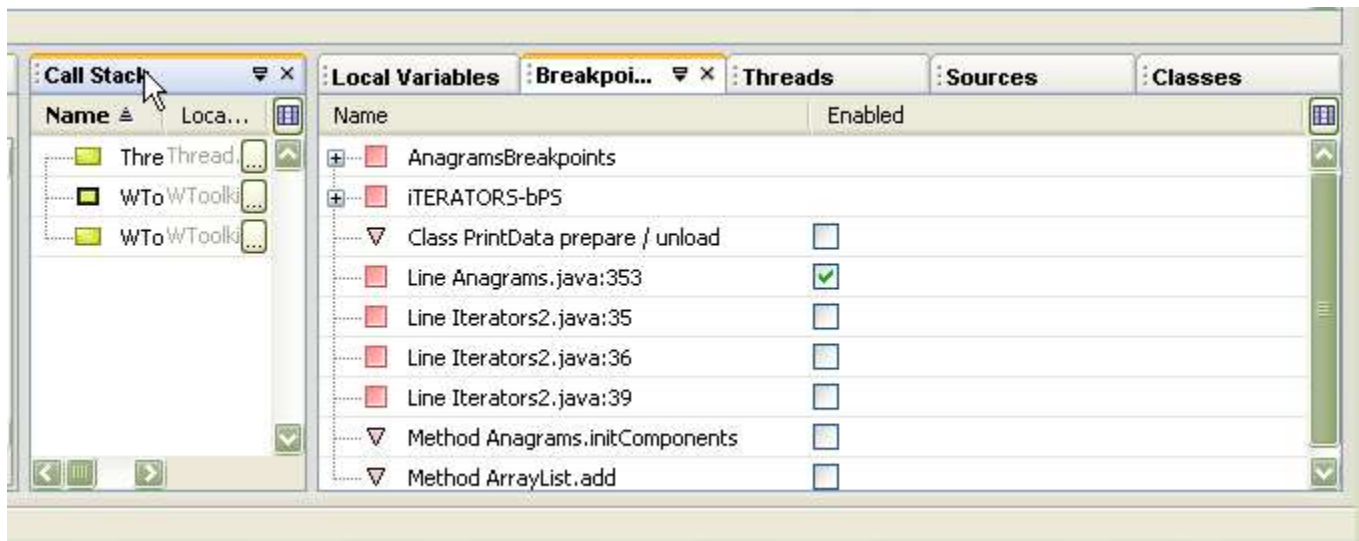 Call Stack
Local Variables
Breakpoi...
Threads
Sources
Classes
Name
Loca...
Thre Thread. ...
WTo WToolki ...
WTo WToolki ...
Name
Enabled
AnagramsBreakpoints
iTERATORS-bPS
Class PrintData prepare / unload
Line Anagrams.java:353
Line Iterators2.java:35
Line Iterators2.java:36
Line Iterators2.java:39
Method Anagrams.initComponents
Method ArrayList.add